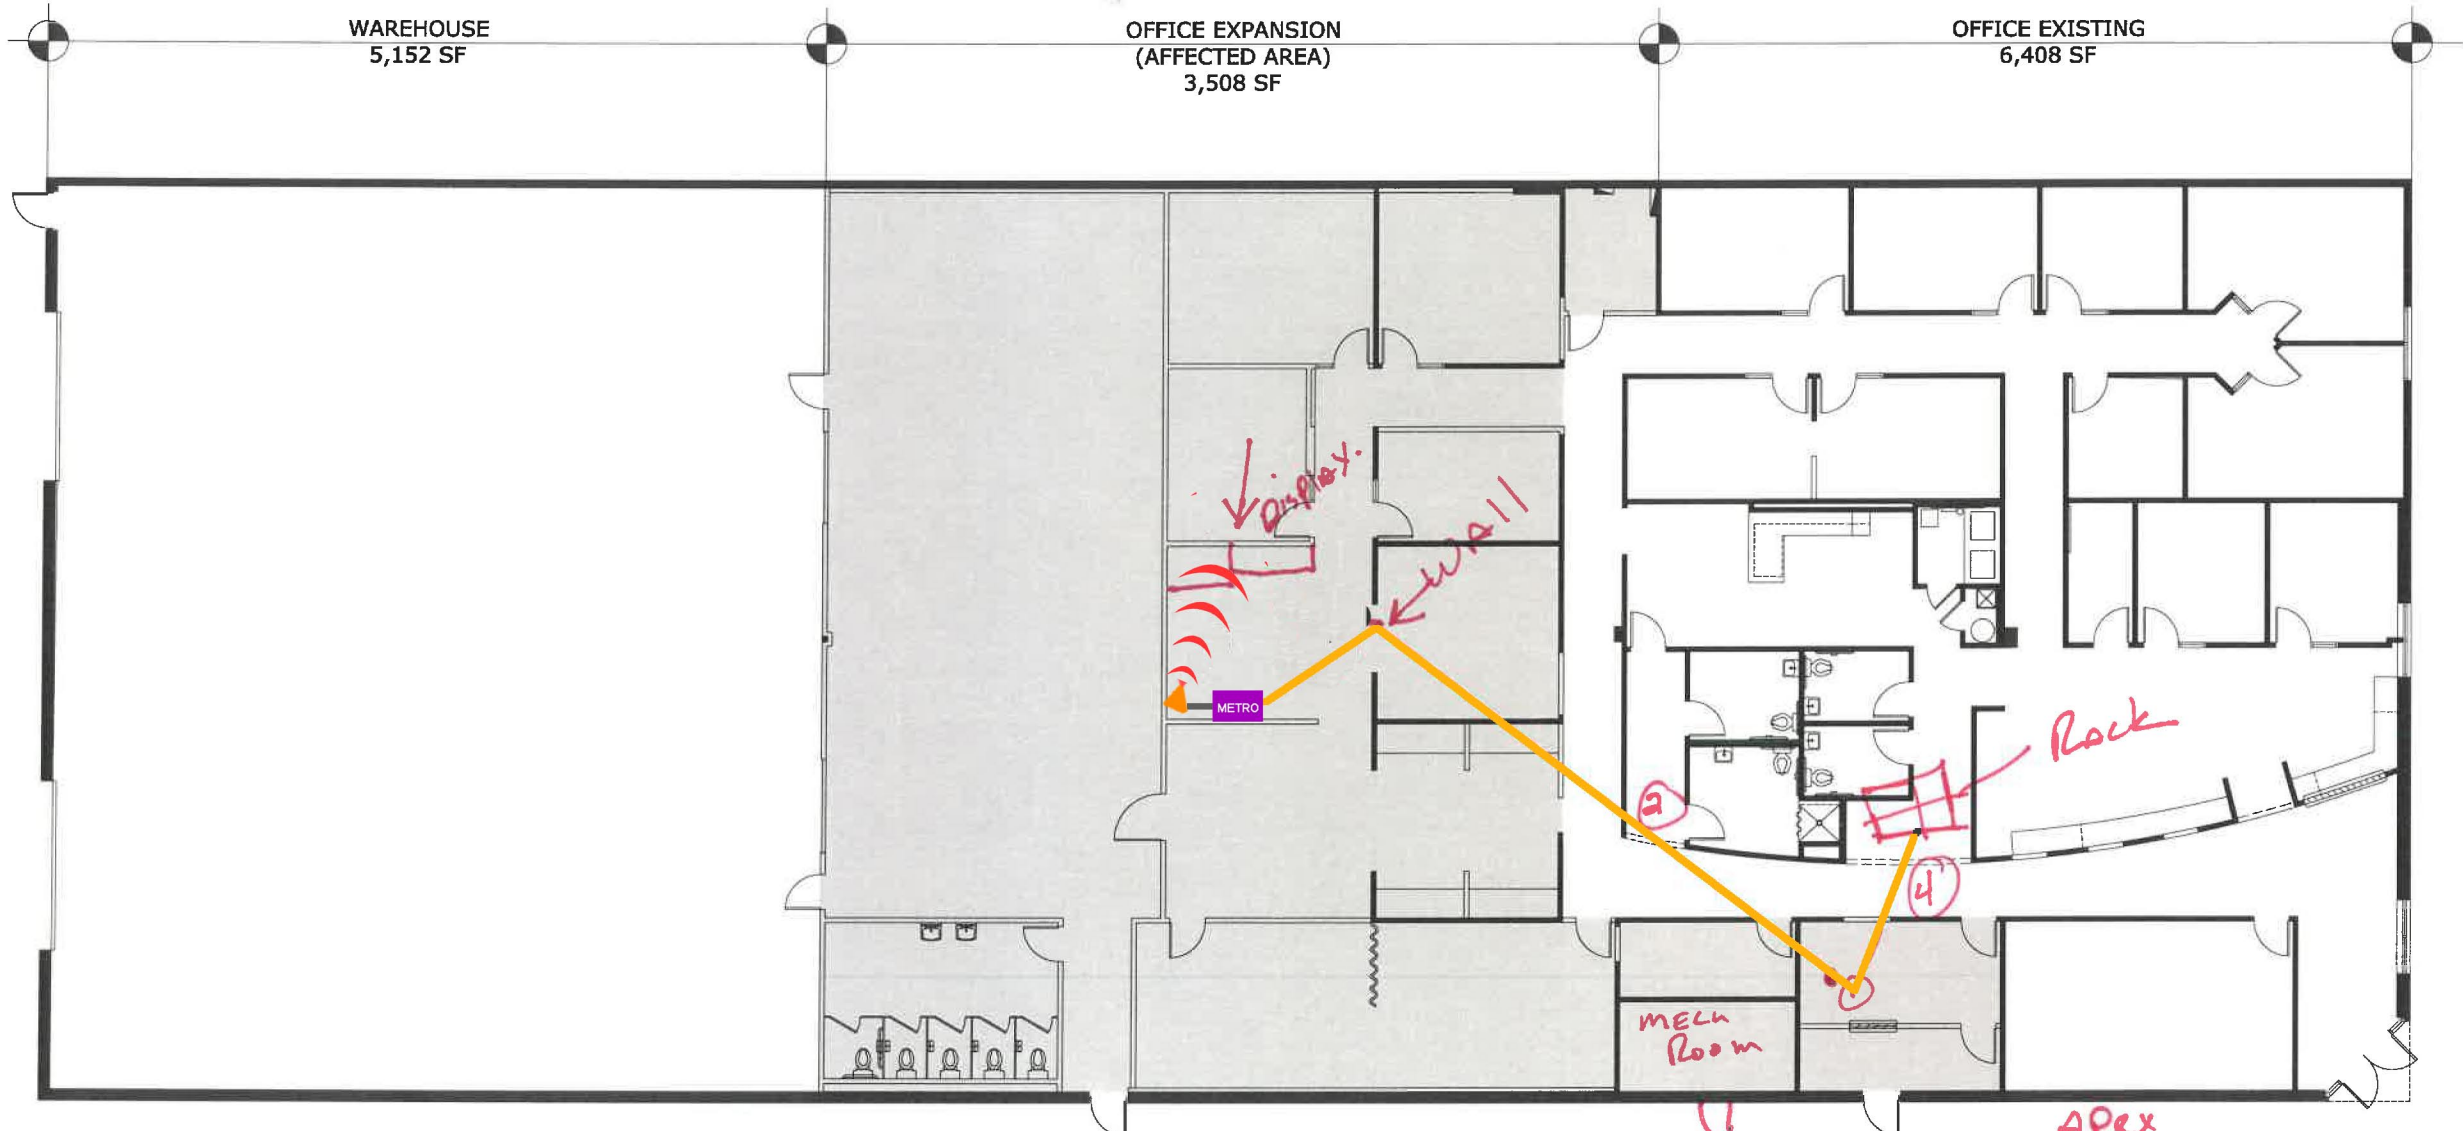 WAREHOUSE
5,152 SF
OFFICE EXPANSION
(AFFECTED AREA)
3,508 SF
OFFICE EXISTING
6,408 SF
Display.
WAll
METRO
Rack
2
4'
MECH
Room
APEX